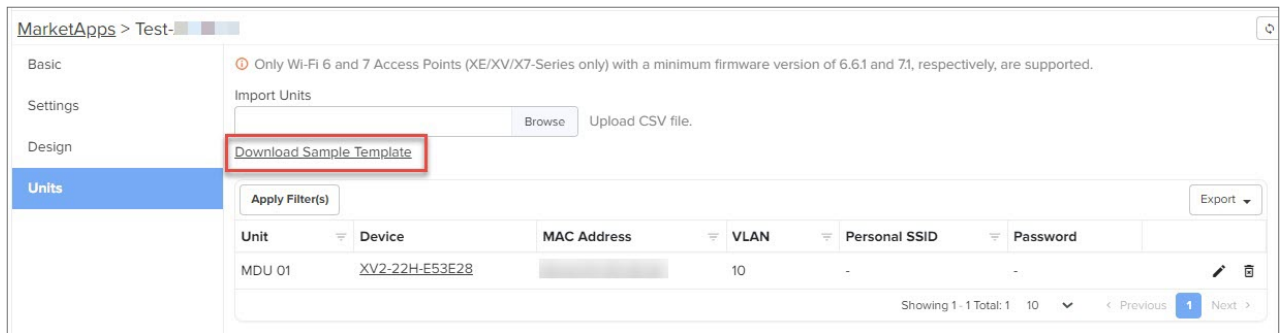 MarketApps > Test-
Basic
Only Wi-Fi 6 and 7 Access Points (XE/XV/X7-Series only) with a minimum firmware version of 6.6.1 and 7.1, respectively, are supported.
Settings
Import Units
Browse Upload CSV file.
Design
Download Sample Template
Units
Apply Filter(s) Export
Unit Device MAC Address VLAN Personal SSID Password
MDU 01 XV2-22H-E53E28 10 - -
Showing 1 - 1 Total: 1 10 < Previous 1 Next >